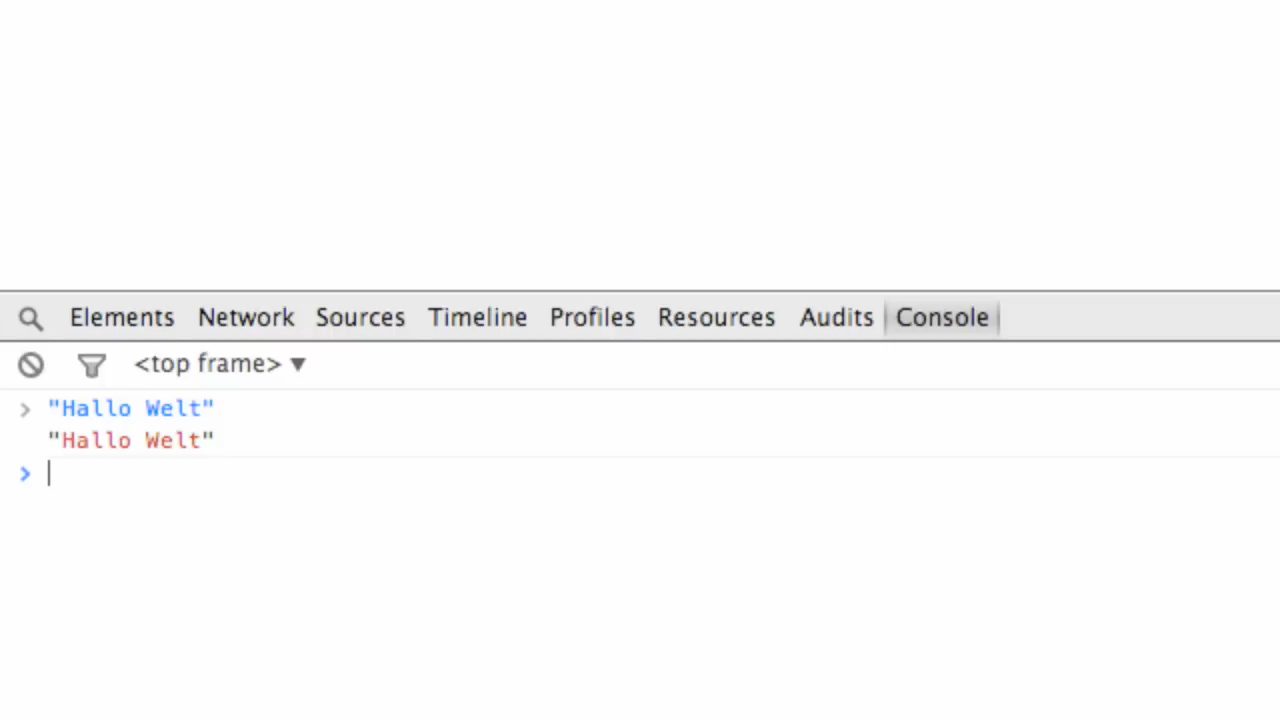 Elements Network Sources Timeline Profiles Resources Audits Console
<top frame> ▼
> "Hallo Welt"
"Hallo Welt"
>